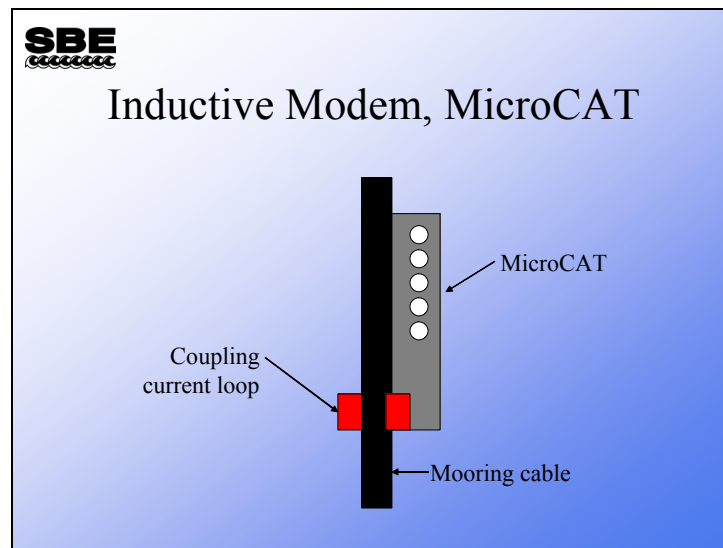 SBE
Inductive Modem, MicroCAT
MicroCAT
Coupling
current loop
Mooring cable